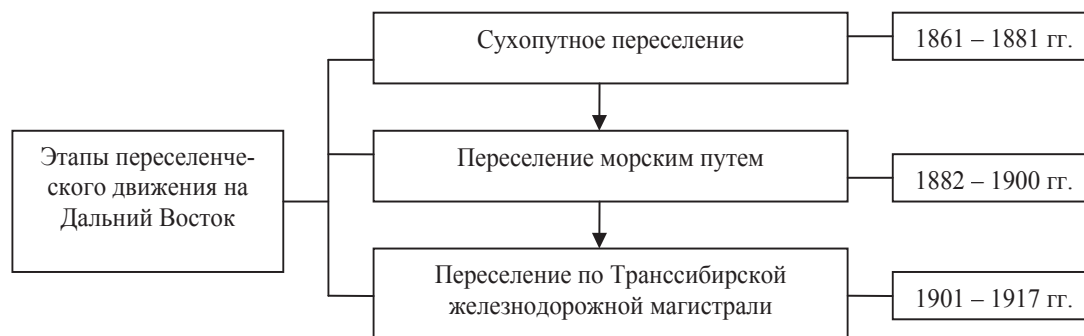 Сухопутное переселение
1861 – 1881 гг.
Этапы переселенче-
ского движения на
Дальний Восток
Переселение морским путем
1882 – 1900 гг.
Переселение по Транссибирской
железнодорожной магистрали
1901 – 1917 гг.